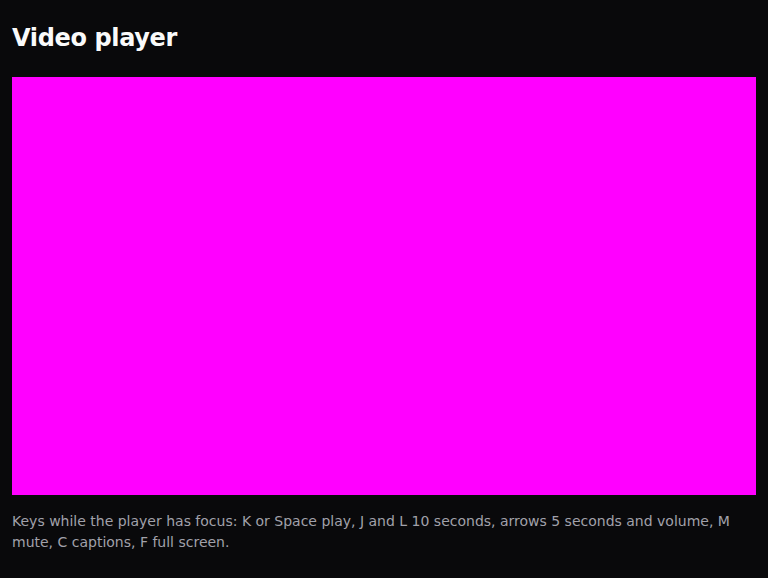 Video player
Keys while the player has focus: K or Space play, J and L 10 seconds, arrows 5 seconds and volume, M
mute, C captions, F full screen.